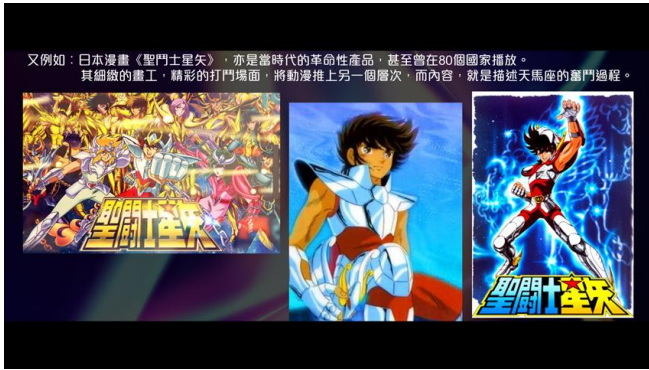 又例如：日本漫畫《聖鬥士星矢》，亦是當時代的革命性產品，甚至曾在80個國家播放。
其細緻的畫工，精彩的打鬥場面，將動漫推上另一個層次，而內容，就是描述天馬座的奮鬥過程。
聖闘士星矢
聖闘士星矢